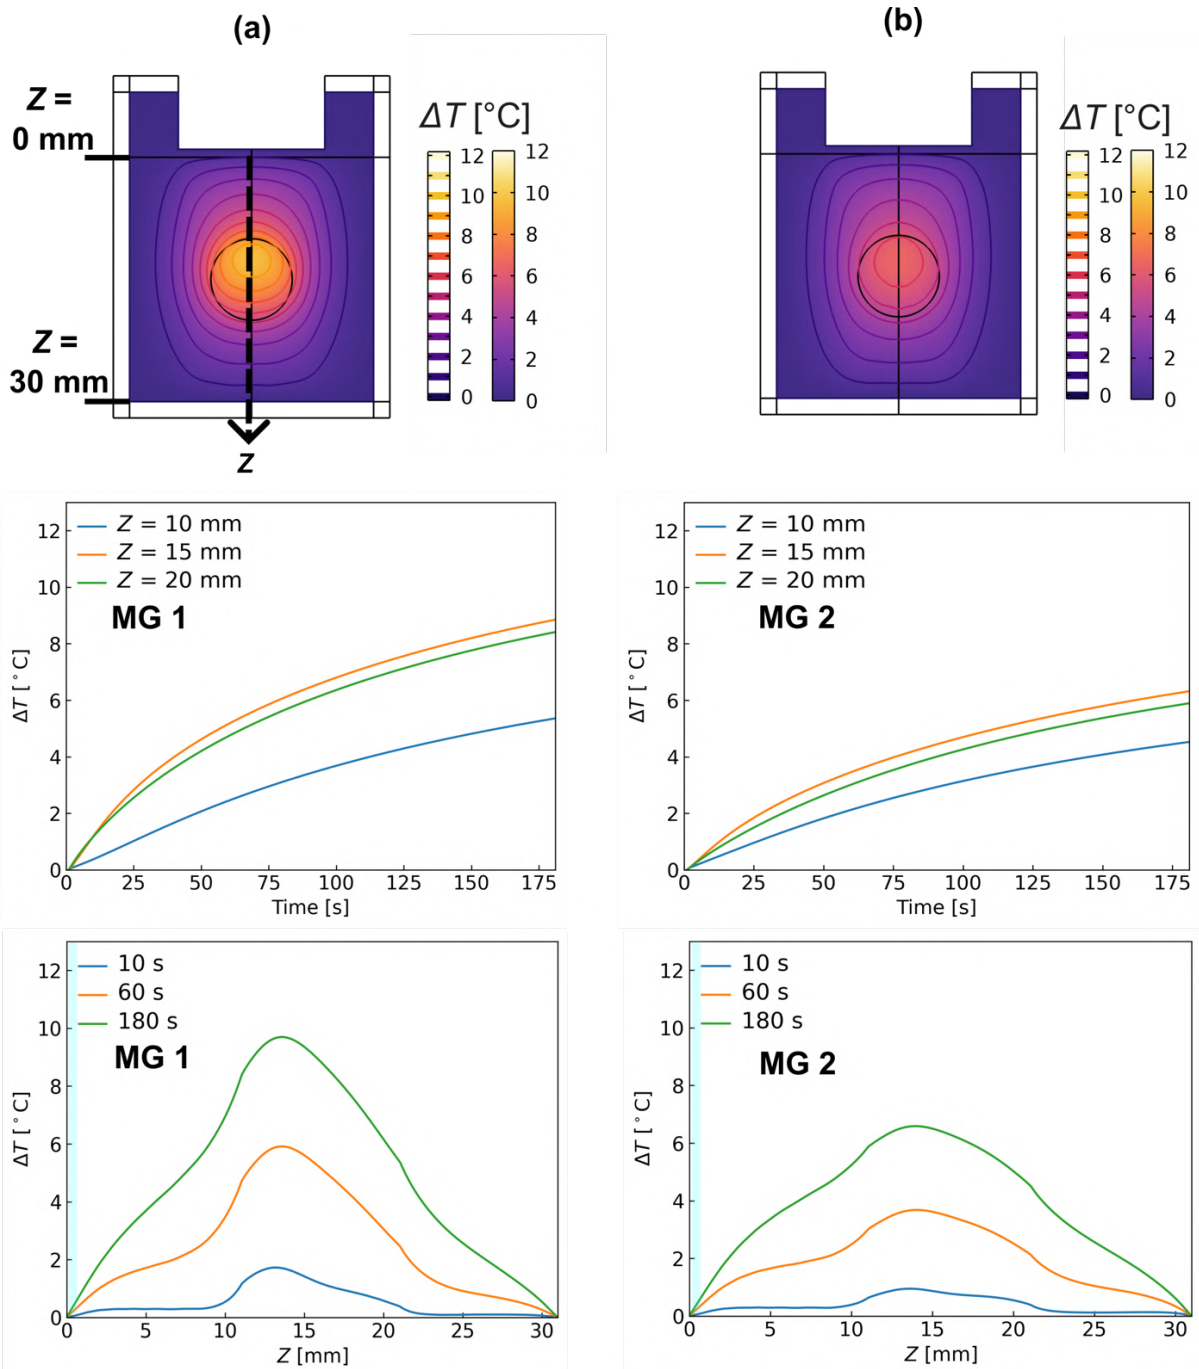 (a)
(b)
Z =
0 mm
Z =
30 mm
z
ΔT [°C]
12
10
8
6
4
2
0
12
10
8
6
4
2
0
ΔT [°C]
12
10
8
6
4
2
0
12
10
8
6
4
2
0
Z = 10 mm
Z = 15 mm
Z = 20 mm
MG 1
ΔT [°C]
12
10
8
6
4
2
0
0 25 50 75 100 125 150 175
Time [s]
Z = 10 mm
Z = 15 mm
Z = 20 mm
MG 2
ΔT [°C]
12
10
8
6
4
2
0
0 25 50 75 100 125 150 175
Time [s]
10 s
60 s
180 s
MG 1
ΔT [°C]
12
10
8
6
4
2
0
0 5 10 15 20 25 30
Z [mm]
10 s
60 s
180 s
MG 2
ΔT [°C]
12
10
8
6
4
2
0
0 5 10 15 20 25 30
Z [mm]